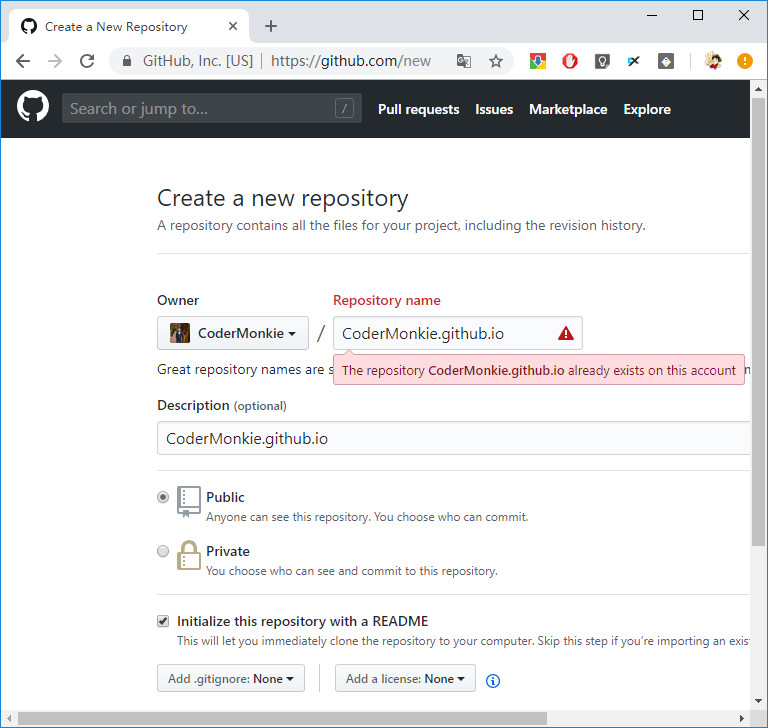 Create a New Repository
GitHub, Inc. [US] | https://github.com/new
Search or jump to... /
Pull requests Issues Marketplace Explore
Create a new repository
A repository contains all the files for your project, including the revision history.
Owner Repository name
CoderMonkie / CoderMonkie.github.io
Great repository names are s
The repository CoderMonkie.github.io already exists on this account
Description (optional)
CoderMonkie.github.io
Public
Anyone can see this repository. You choose who can commit.
Private
You choose who can see and commit to this repository.
Initialize this repository with a README
This will let you immediately clone the repository to your computer. Skip this step if you're importing an exis
Add .gitignore: None Add a license: None